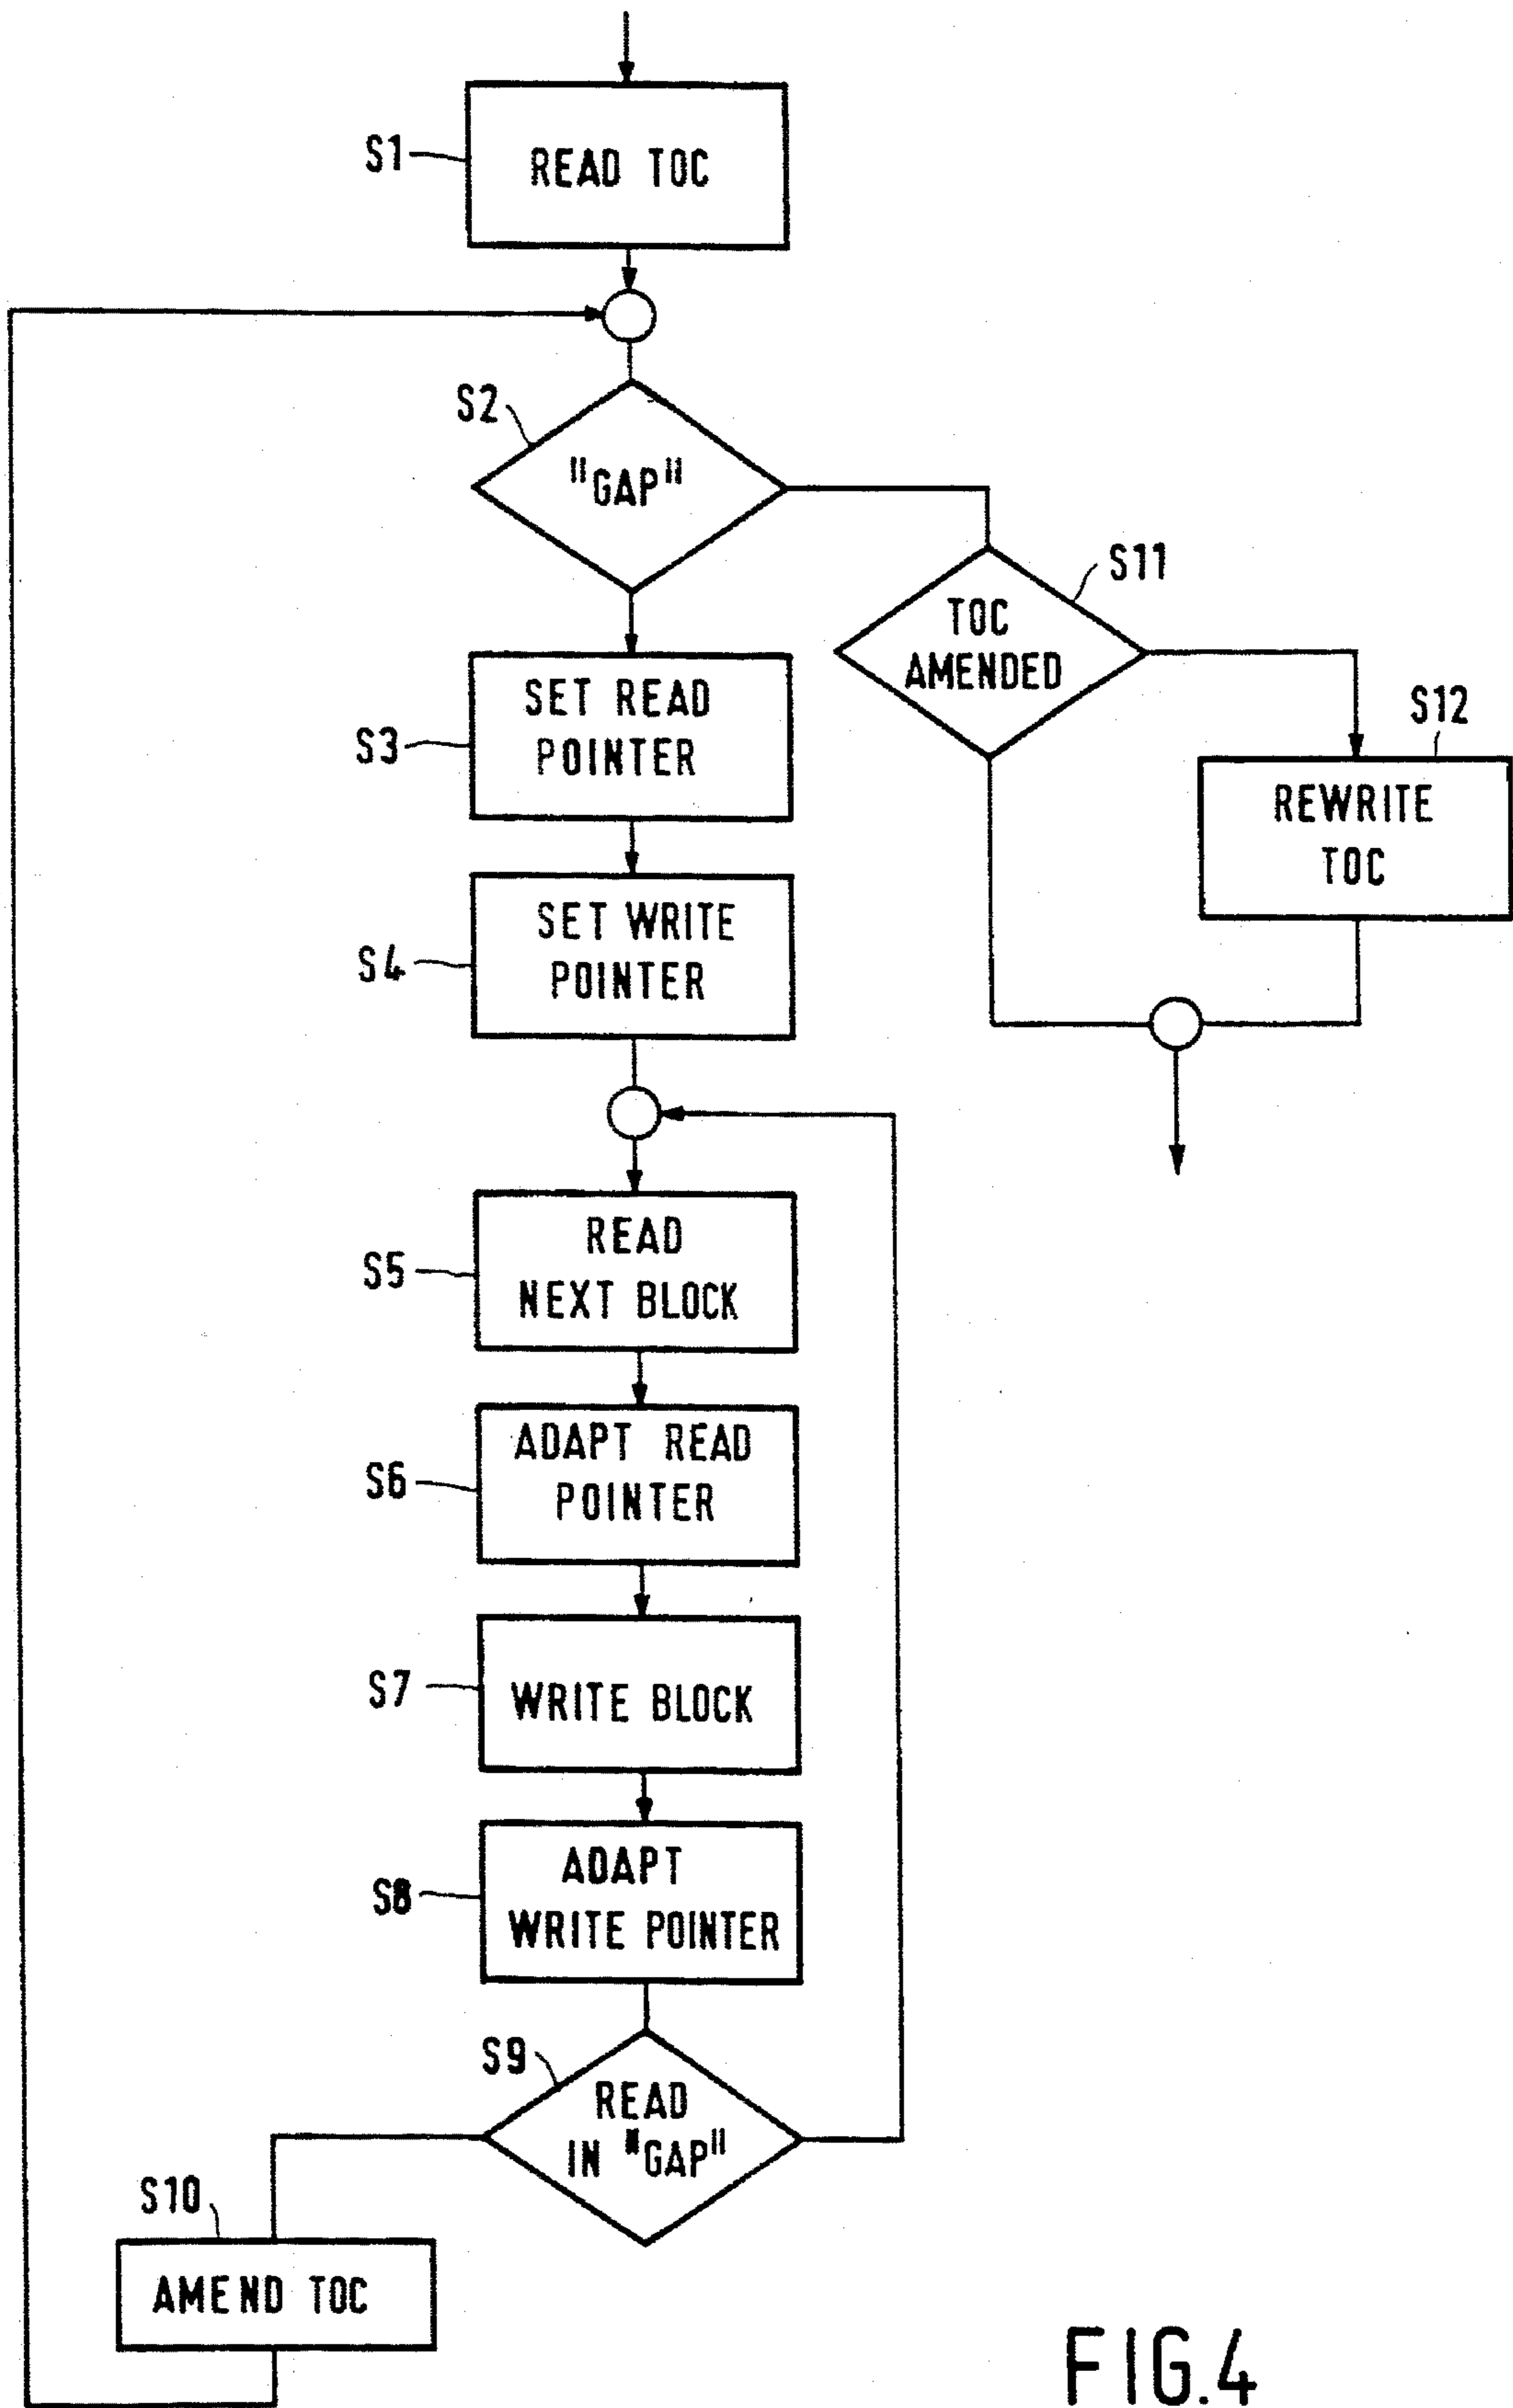 S1
READ TOC
S2
"GAP"
S11
TOC
AMENDED
S3
SET READ
POINTER
S12
REWRITE
TOC
S4
SET WRITE
POINTER
S5
READ
NEXT BLOCK
S6
ADAPT READ
POINTER
S7
WRITE BLOCK
S8
ADAPT
WRITE POINTER
S9
READ
IN "GAP"
S10
AMEND TOC
FIG.4